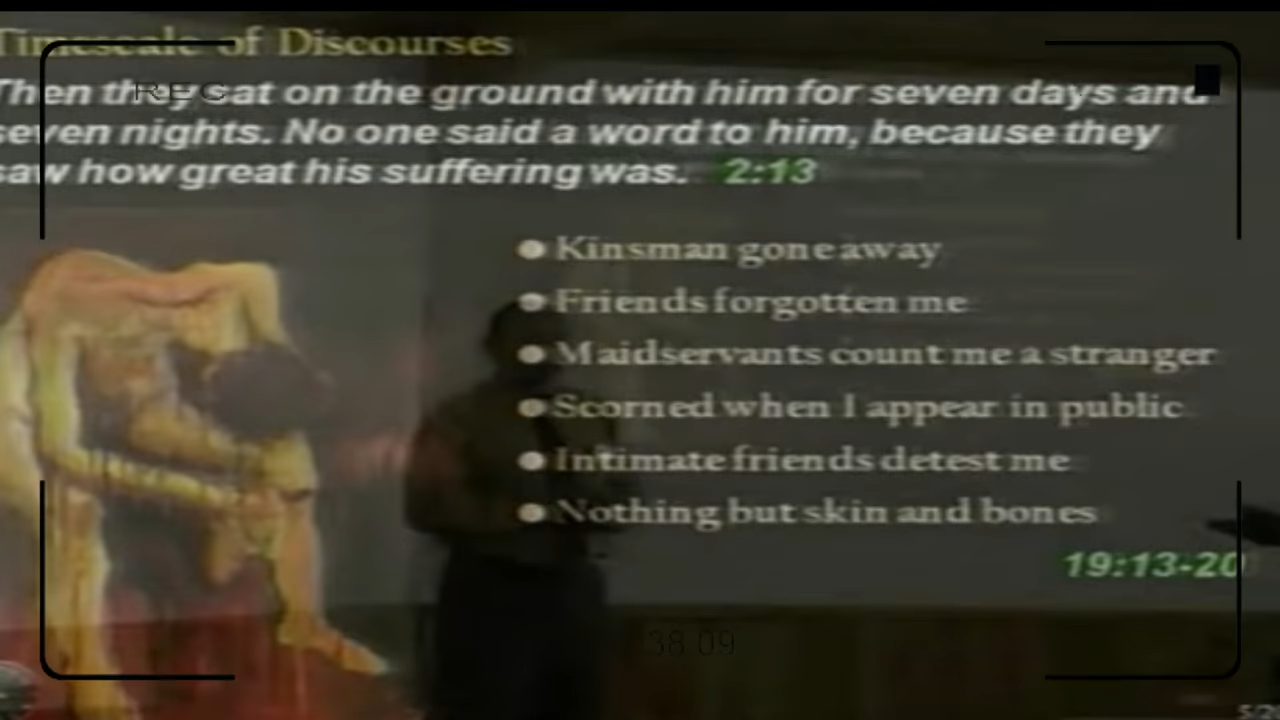 Timescale of Discourses
REC
Then they sat on the ground with him for seven days and
seven nights. No one said a word to him, because they
saw how great his suffering was. 2:13
Kinsman gone away
Friends forgotten me
Maidservants count me a stranger
Scorned when I appear in public
Intimate friends detest me
Nothing but skin and bones
19:13-20
38 09